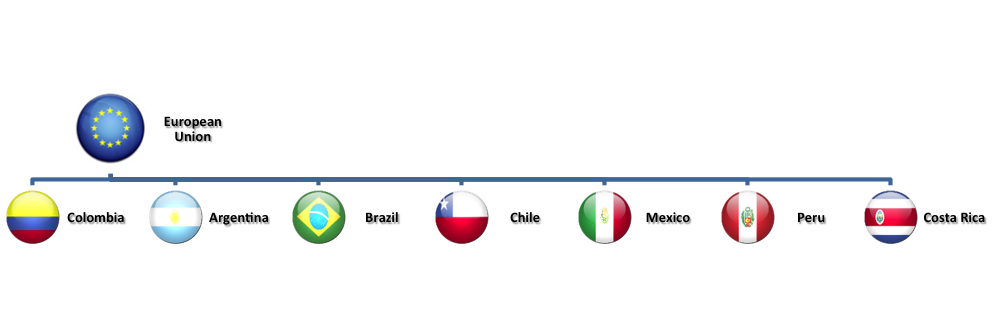 European
Union
Colombia
Argentina
Brazil
Chile
Mexico
Peru
Costa Rica